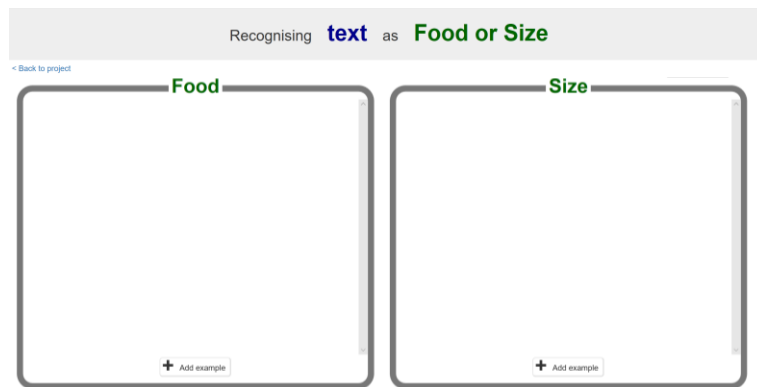 Recognising text as Food or Size
< Back to project
Food
Size
Add example
Add example